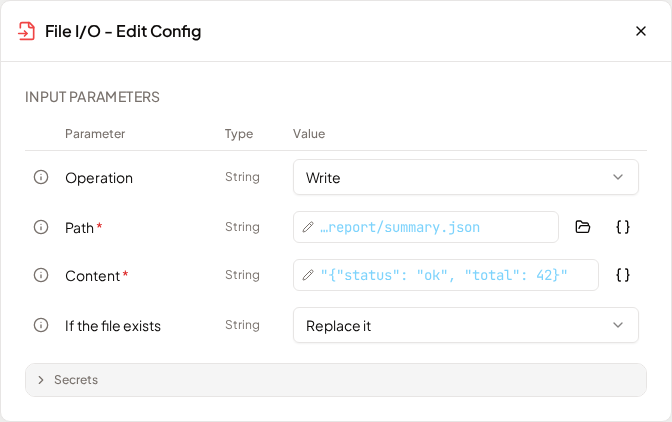 File I/O - Edit Config
INPUT PARAMETERS
Parameter Type Value
Operation String Write
Path * String …report/summary.json
Content * String "{"status": "ok", "total": 42}"
If the file exists String Replace it
Secrets